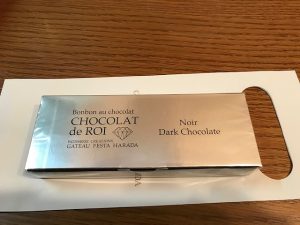 Bonbon au chocolat
CHOCOLAT
de ROI
GATEAU FESTA HARADA
Noir
Dark Chocolate